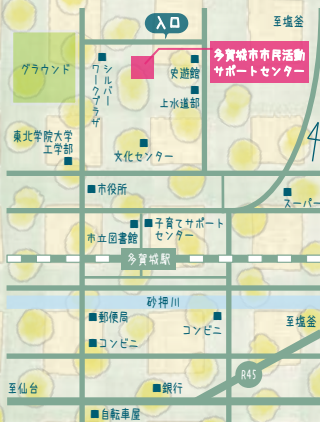 入口
至塩釜
多賀城市市民活動
サポートセンター
グラウンド
シルバー
ワークプラザ
史遊館
上水道部
東北学院大学
工学部
文化センター
市役所
スーパー
子育てサポート
センター
市立図書館
多賀城駅
砂押川
郵便局
コンビニ
至塩釜
コンビニ
R45
至仙台
銀行
自転車屋